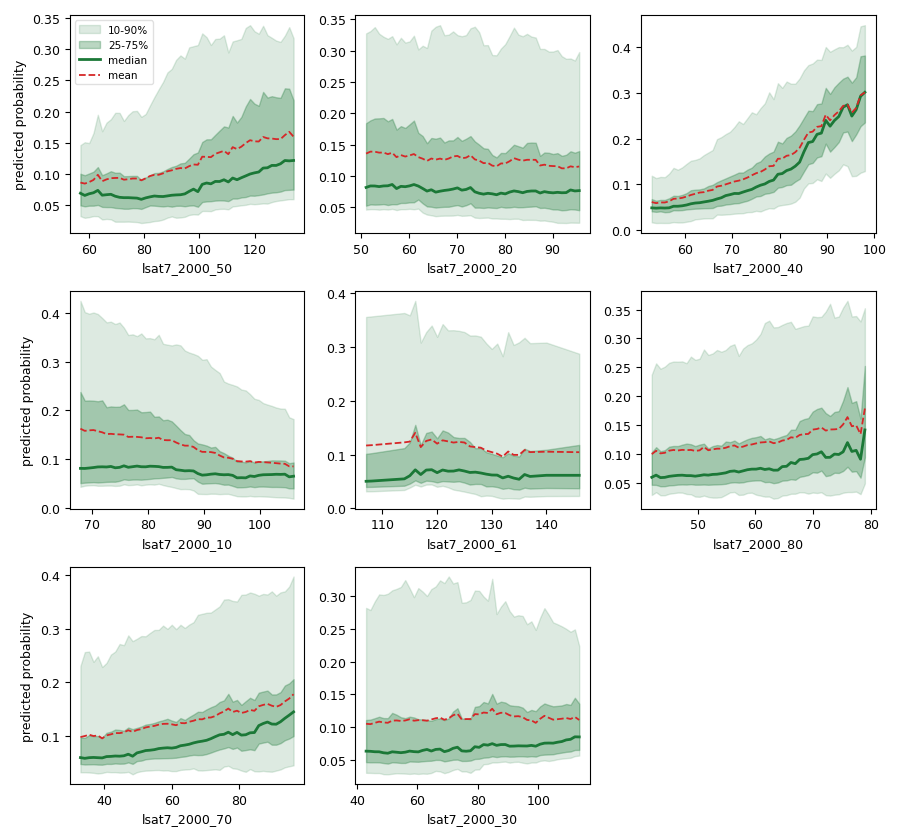 0.35
0.30
0.25
0.20
0.15
0.10
0.05
predicted probability
10-90%
25-75%
median
mean
60 80 100 120
lsat7_2000_50
0.35
0.30
0.25
0.20
0.15
0.10
0.05
50 60 70 80 90
lsat7_2000_20
0.4
0.3
0.2
0.1
0.0
60 70 80 90 100
lsat7_2000_40
0.4
0.3
0.2
0.1
0.0
predicted probability
70 80 90 100
lsat7_2000_10
0.4
0.3
0.2
0.1
0.0
110 120 130 140
lsat7_2000_61
0.35
0.30
0.25
0.20
0.15
0.10
0.05
50 60 70 80
lsat7_2000_80
0.4
0.3
0.2
0.1
predicted probability
40 60 80
lsat7_2000_70
0.30
0.25
0.20
0.15
0.10
0.05
40 60 80 100
lsat7_2000_30